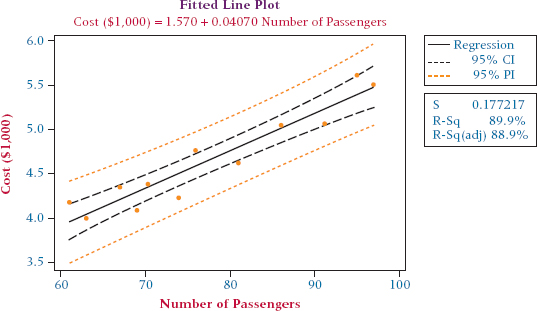 Fitted Line Plot
Cost ($1,000) = 1.570 + 0.04070 Number of Passengers
6.0
5.5
5.0
4.5
4.0
3.5
Cost ($1,000)
60 70 80 90 100
Number of Passengers
Regression
95% CI
95% PI
S 0.177217
R-Sq 89.9%
R-Sq(adj) 88.9%